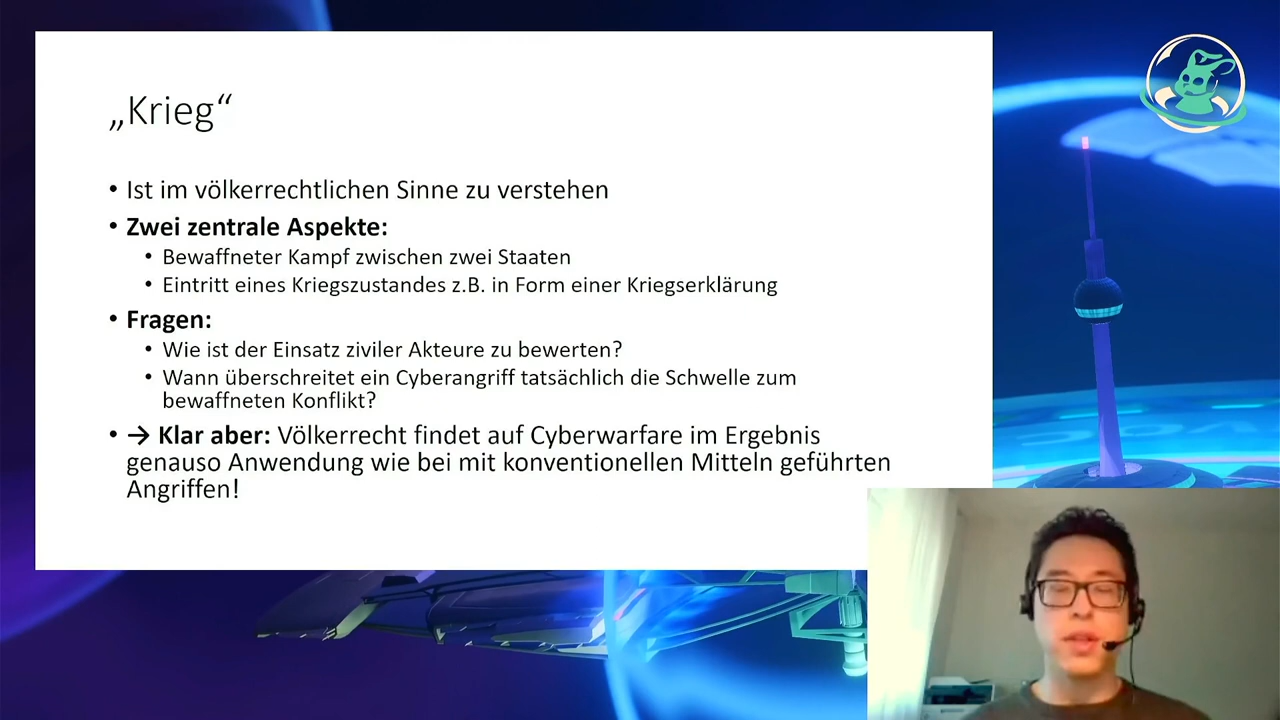 „Krieg“
• Ist im völkerrechtlichen Sinne zu verstehen
• Zwei zentrale Aspekte:
• Bewaffneter Kampf zwischen zwei Staaten
• Eintritt eines Kriegszustandes z.B. in Form einer Kriegserklärung
• Fragen:
• Wie ist der Einsatz ziviler Akteure zu bewerten?
• Wann überschreitet ein Cyberangriff tatsächlich die Schwelle zum
bewaffneten Konflikt?
• → Klar aber: Völkerrecht findet auf Cyberwarfare im Ergebnis
genauso Anwendung wie bei mit konventionellen Mitteln geführten
Angriffen!